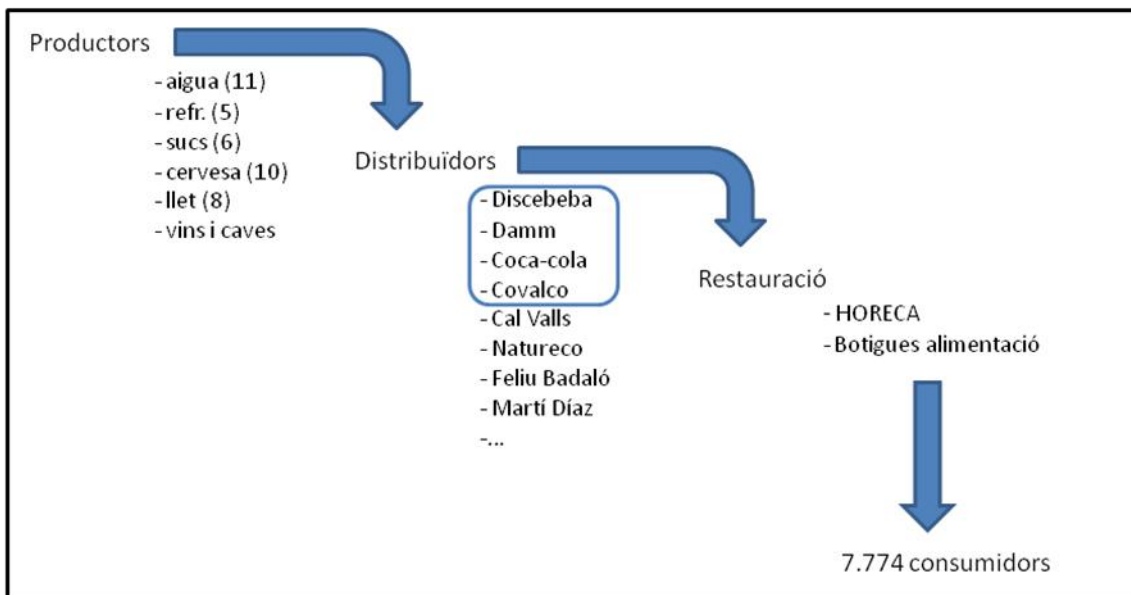 Productors
- aigua (11)
- refr. (5)
- sucs (6)
- cervesa (10)
- llet (8)
- vins i caves
Distribuïdors
- Discebeba
- Damm
- Coca-cola
- Covalco
- Cal Valls
- Natureco
- Feliu Badaló
- Martí Díaz
-...
Restauració
- HORECA
- Botigues alimentació
7.774 consumidors